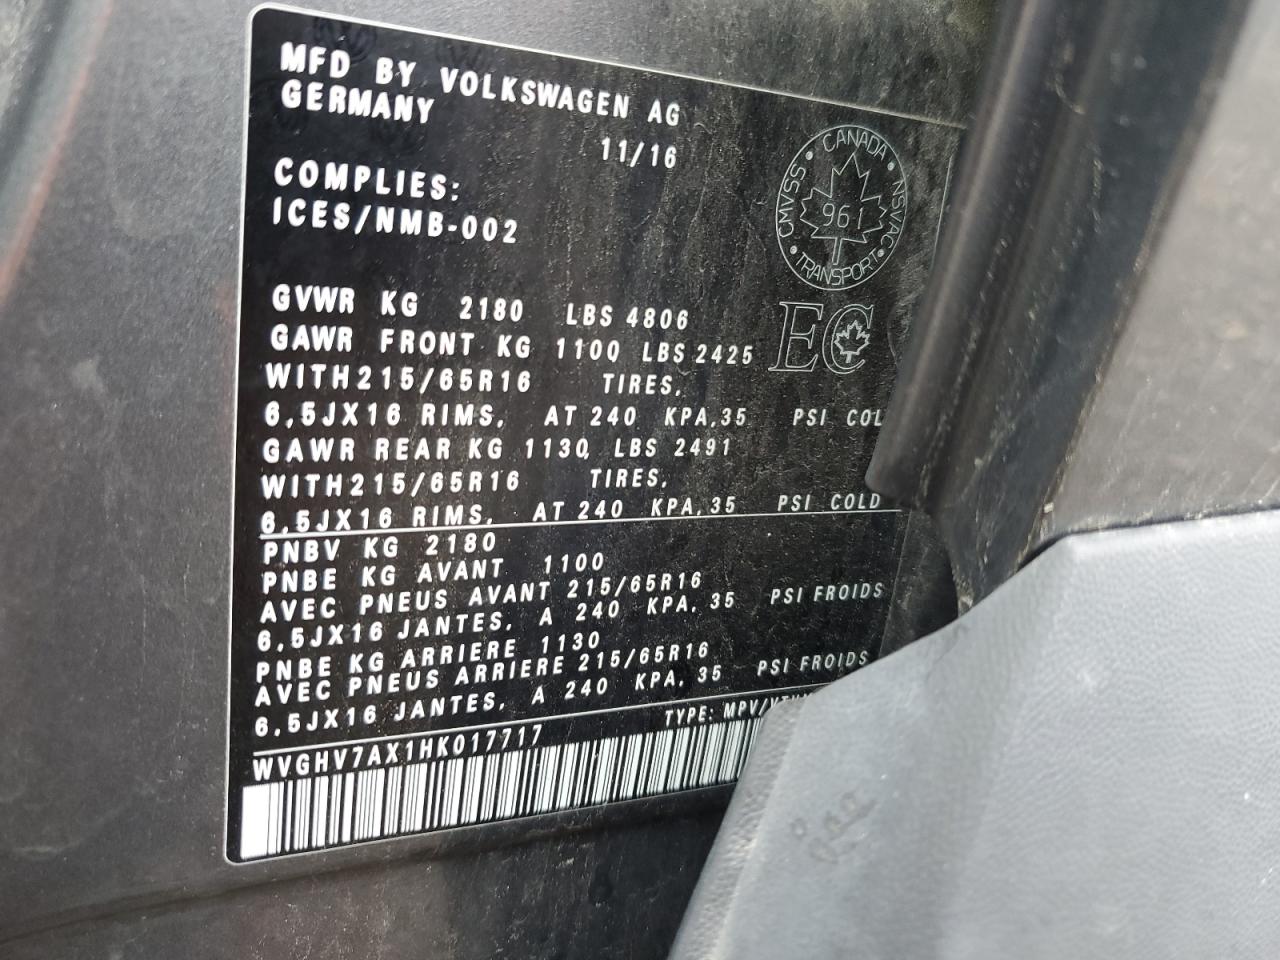 MFD BY VOLKSWAGEN AG
GERMANY
11/16
COMPLIES:
ICES/NMB-002
CANADA
CMVSS NSVAC
961
TRANSPORT
EC
GVWR KG 2180 LBS 4806
GAWR FRONT KG 1100 LBS 2425
WITH 215/65R16 TIRES,
6,5JX16 RIMS, AT 240 KPA,35 PSI COL
GAWR REAR KG 1130, LBS 2491
WITH 215/65R16 TIRES,
6,5JX16 RIMS, AT 240 KPA,35 PSI COLD
PNBV KG 2180
PNBE KG AVANT 1100
AVEC PNEUS AVANT 215/65R16
6,5JX16 JANTES, A 240 KPA, 35 PSI FROIDS
PNBE KG ARRIERE 1130
AVEC PNEUS ARRIERE 215/65R16
6,5JX16 JANTES, A 240 KPA, 35 PSI FROIDS
TYPE: MPV/
WVGHV7AX1HK017717